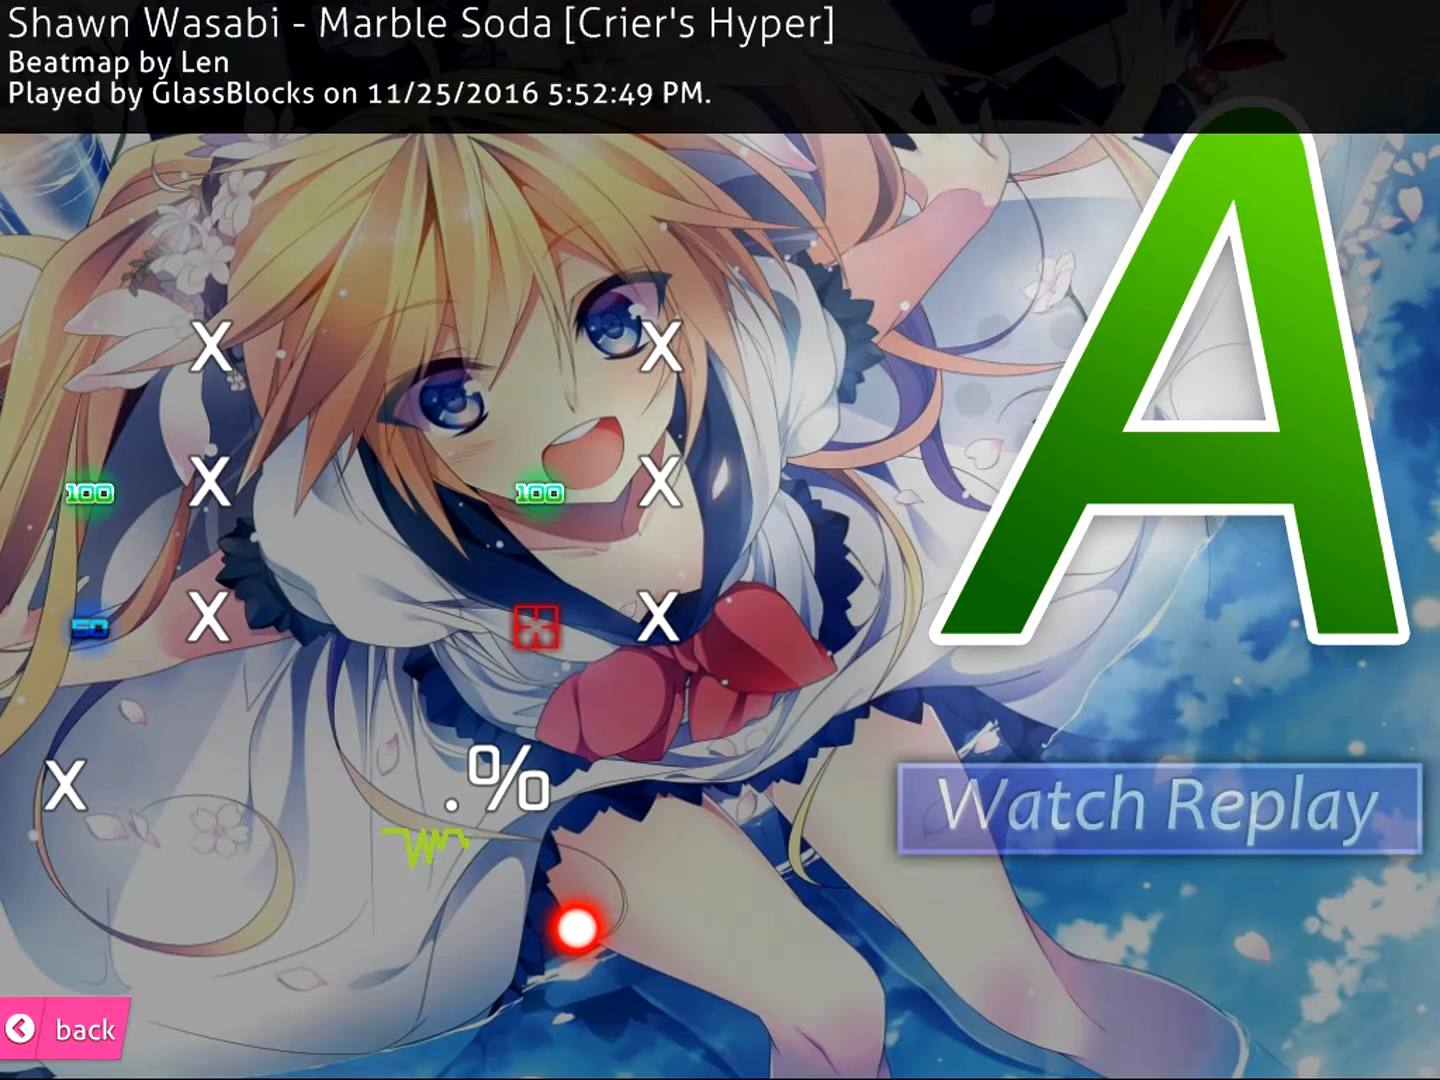 Shawn Wasabi - Marble Soda [Crier's Hyper]
Beatmap by Len
Played by GlassBlocks on 11/25/2016 5:52:49 PM.
A
X X
100 X 100 X
50 X X
X .%
Watch Replay
back